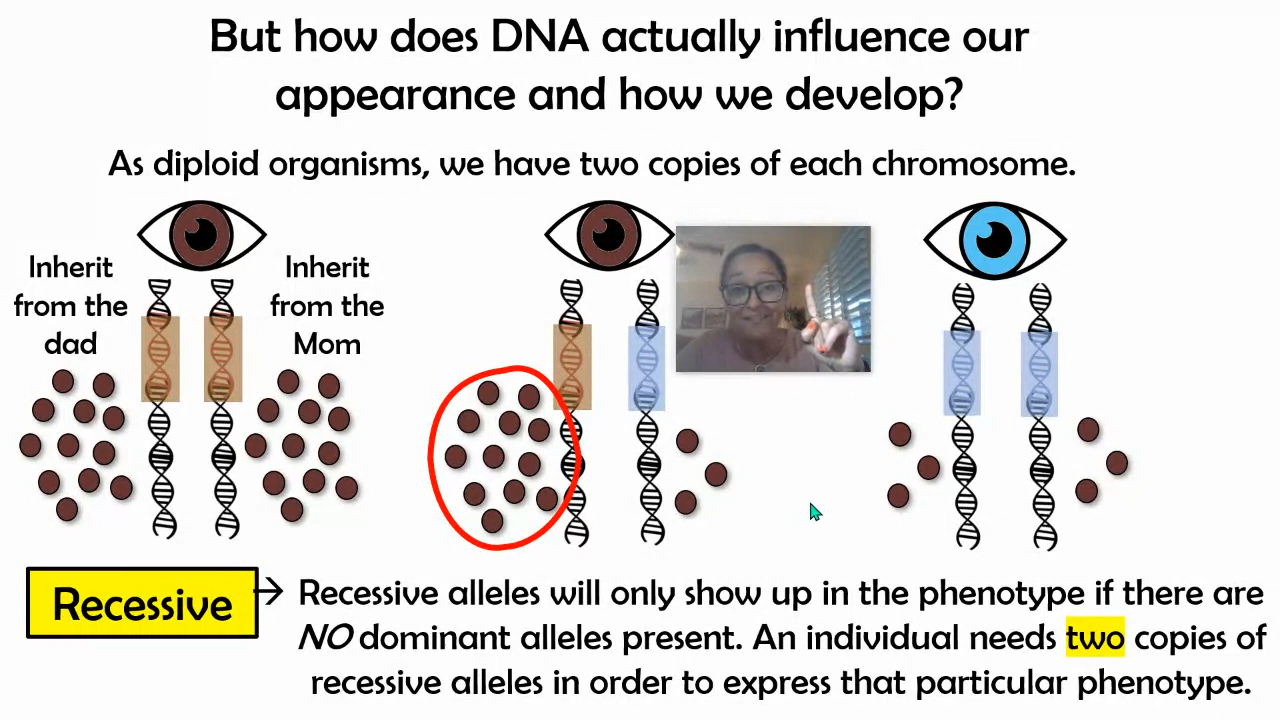 But how does DNA actually influence our
appearance and how we develop?
As diploid organisms, we have two copies of each chromosome.
Inherit
from the
dad
Inherit
from the
Mom
Recessive
→ Recessive alleles will only show up in the phenotype if there are
NO dominant alleles present. An individual needs two copies of
recessive alleles in order to express that particular phenotype.